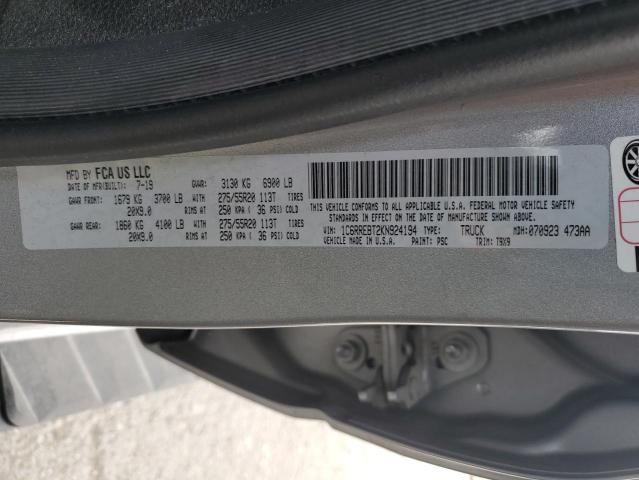 MFD BY FCA US LLC
DATE OF MFR(BUILT): 7-19 GVWR: 3130 KG 6900 LB
GAWR FRONT: 1679 KG 3700 LB WITH 275/55R20 113T TIRES
20X9.0 RIMS AT 250 KPA ( 36 PSI) COLD
GAWR REAR: 1860 KG 4100 LB WITH 275/55R20 113T TIRES
20X9.0 RIMS AT 250 KPA ( 36 PSI) COLD
THIS VEHICLE CONFORMS TO ALL APPLICABLE U.S.A. FEDERAL MOTOR VEHICLE SAFETY
STANDARDS IN EFFECT ON THE DATE OF MANUFACTURE SHOWN ABOVE.
VIN: 1C6RREBT2KN924194 TYPE: TRUCK MDH: 070923 473AA
VEHICLE MADE IN U.S.A. PAINT: PSC TRIM: T9X9